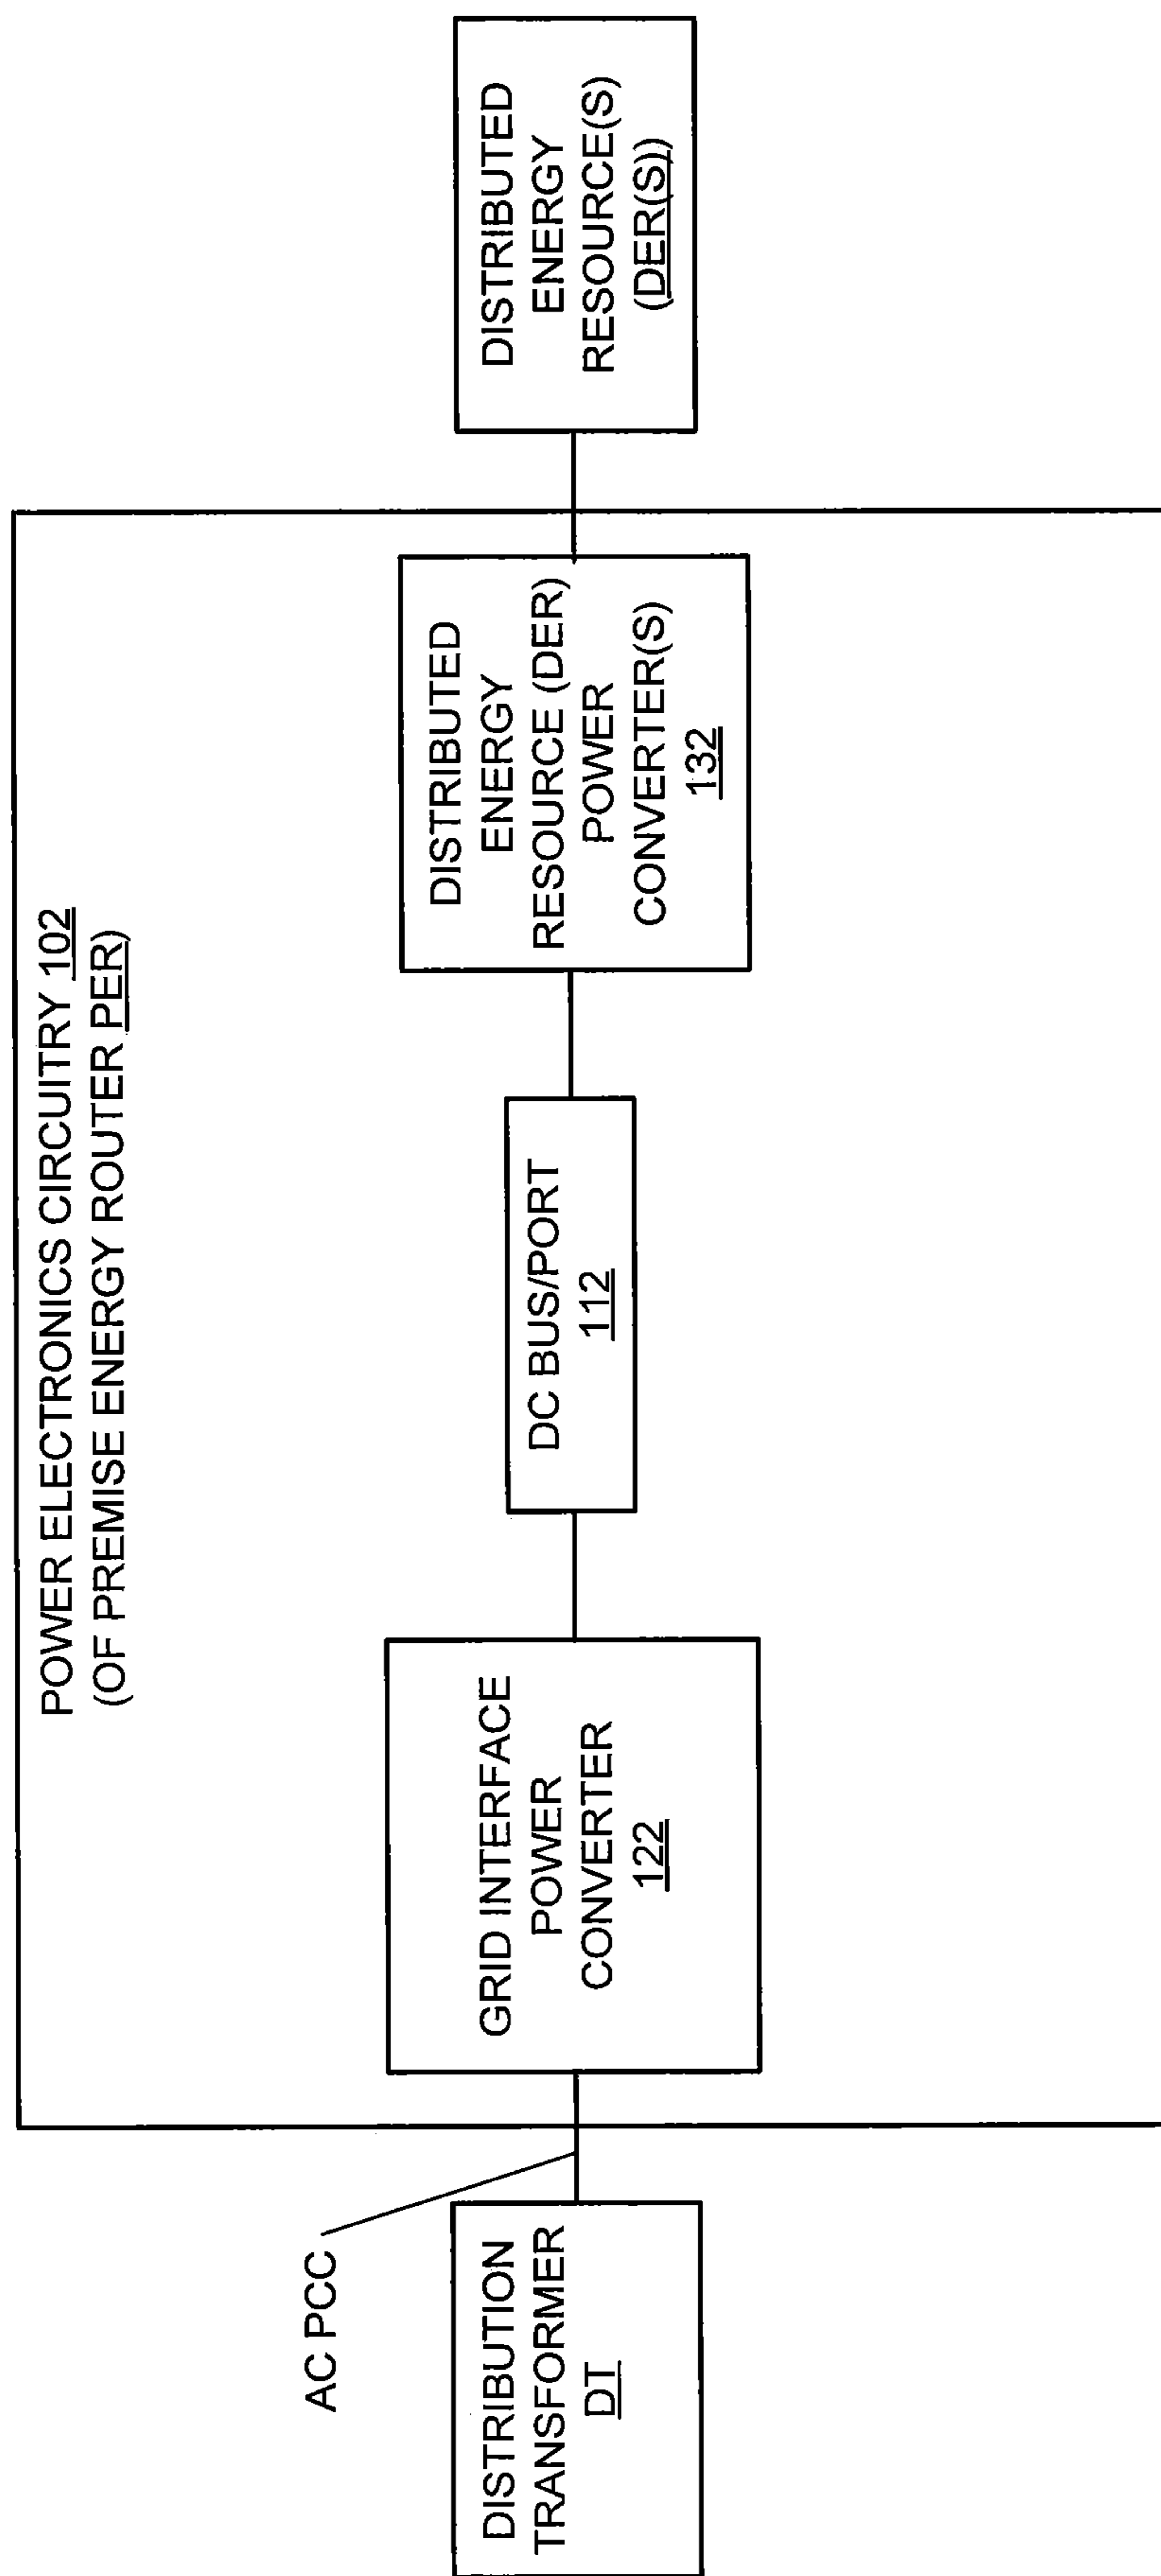 POWER ELECTRONICS CIRCUITRY 102
(OF PREMISE ENERGY ROUTER PER)
AC PCC
DISTRIBUTION
TRANSFORMER
DT
GRID INTERFACE
POWER
CONVERTER
122
DC BUS/PORT
112
DISTRIBUTED
ENERGY
RESOURCE (DER)
POWER
CONVERTER(S)
132
DISTRIBUTED
ENERGY
RESOURCE(S)
(DER(S))